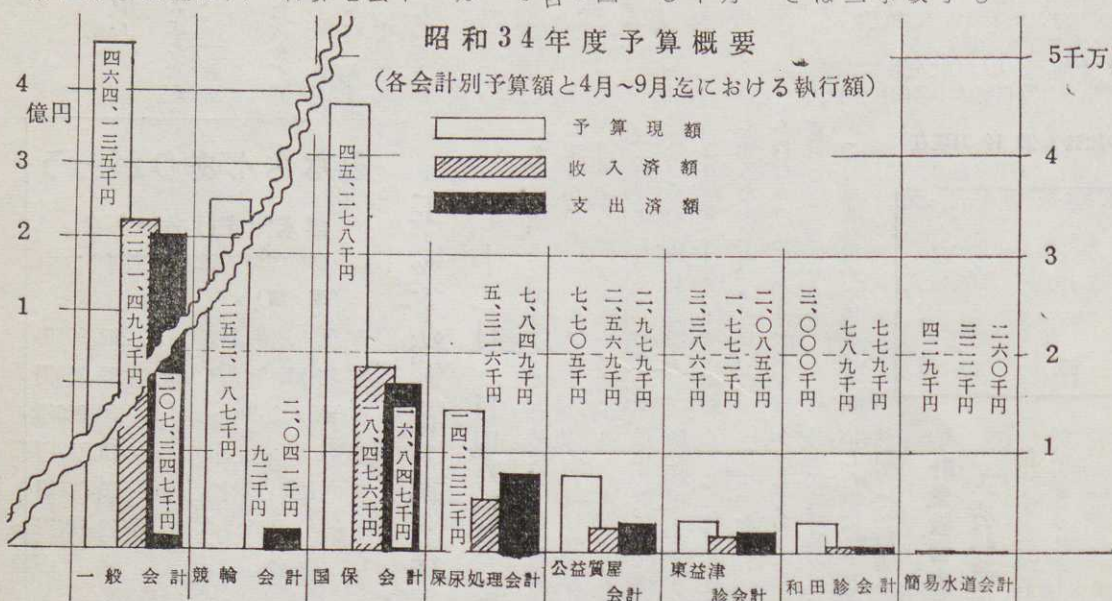 昭和34年度予算概要
(各会計別予算額と4月~9月迄における執行額)
予算現額
収入済額
支出済額
4
億円
3
2
1
5千万
4
3
2
1
四六四、一三五千円
二二一、四九七千円
二〇七、三四七千円
二五三、一八七千円
九二千円
二、〇四一千円
四五、二七八千円
一八、四七六千円
一六、八四七千円
一四、二三二千円
五、三二六千円
七、八四九千円
七、七〇五千円
二、五六九千円
二、九七九千円
三、三八六千円
一、七七二千円
二、〇八五千円
三、〇〇〇千円
七八九千円
七七九千円
四二九千円
三二二千円
二六〇千円
一般会計
競輪会計
国保会計
屎尿処理会計
公益質屋
会計
東益津
診会計
和田診会計
簡易水道会計